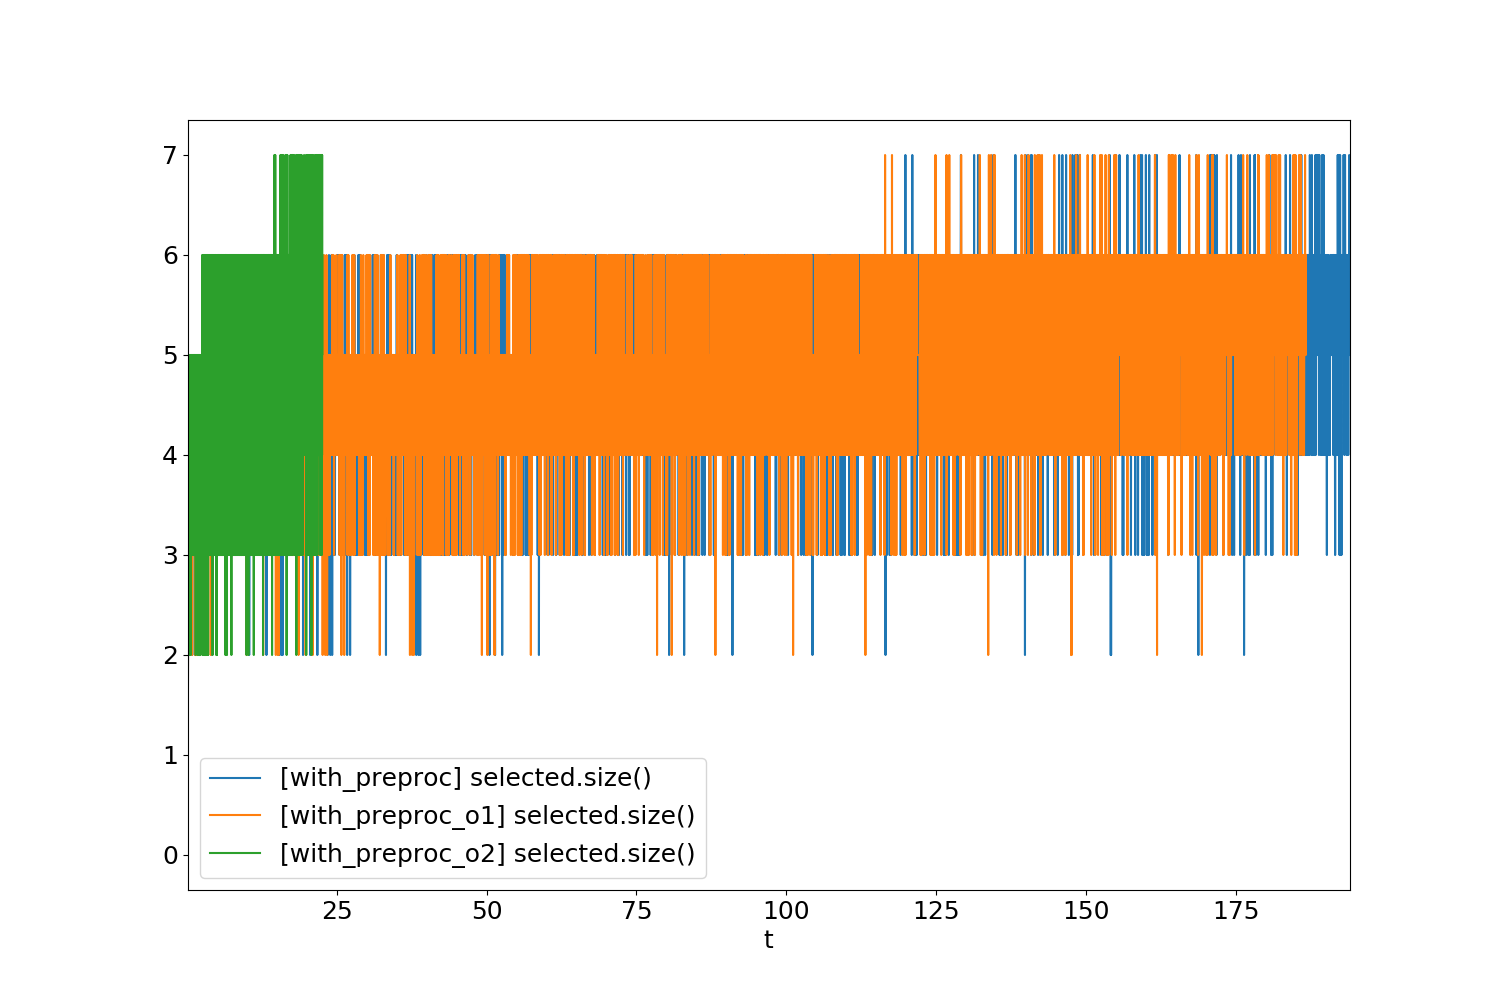 7
6
5
4
3
2
1
0
[with_preproc] selected.size()
[with_preproc_o1] selected.size()
[with_preproc_o2] selected.size()
25 50 75 100 125 150 175
t